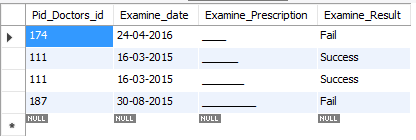 Pid_Doctors_id Examine_date Examine_Prescription Examine_Result
174 24-04-2016 ____ Fail
111 16-03-2015 ______ Success
111 16-03-2015 _______ Success
187 30-08-2015 _________ Fail
NULL NULL NULL NULL